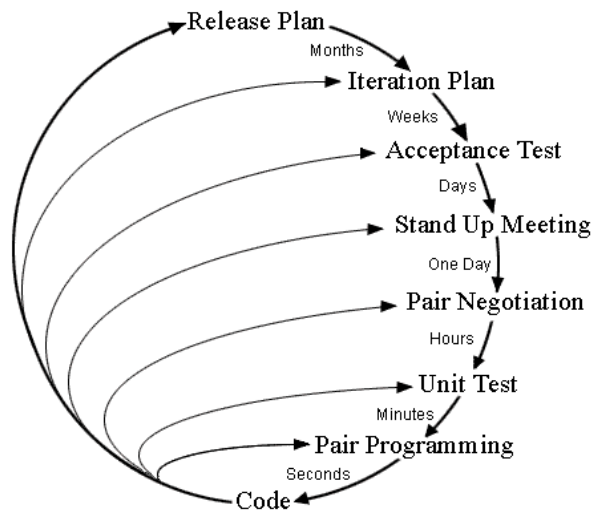 Release Plan
Months
Iteration Plan
Weeks
Acceptance Test
Days
Stand Up Meeting
One Day
Pair Negotiation
Hours
Unit Test
Minutes
Pair Programming
Seconds
Code